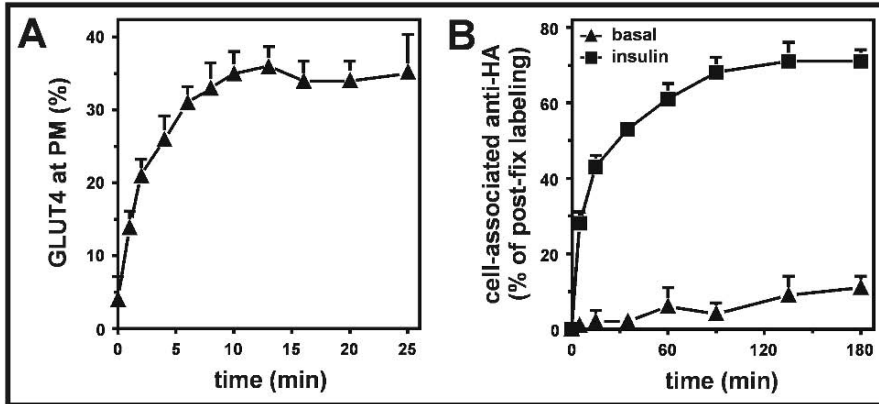 A
GLUT4 at PM (%)
40
30
20
10
0
0 5 10 15 20 25
time (min)
B
basal
insulin
cell-associated anti-HA
(% of post-fix labeling)
80
60
40
20
0
0 60 120 180
time (min)